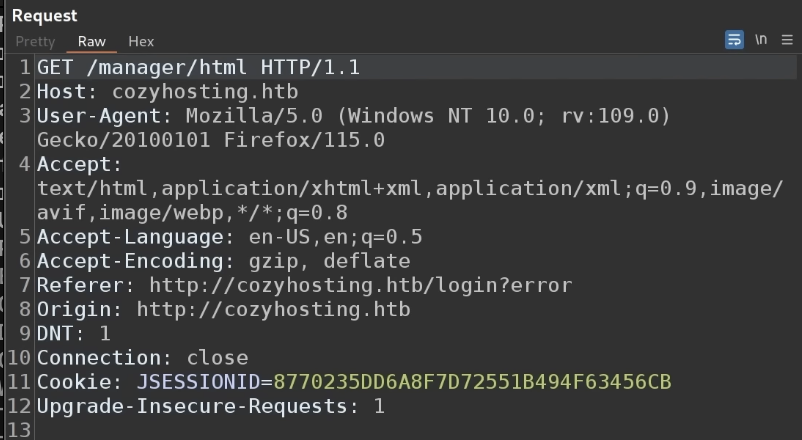 Request
Pretty Raw Hex \n
1 GET /manager/html HTTP/1.1
2 Host: cozyhosting.htb
3 User-Agent: Mozilla/5.0 (Windows NT 10.0; rv:109.0)
Gecko/20100101 Firefox/115.0
4 Accept:
text/html,application/xhtml+xml,application/xml;q=0.9,image/
avif,image/webp,*/*;q=0.8
5 Accept-Language: en-US,en;q=0.5
6 Accept-Encoding: gzip, deflate
7 Referer: http://cozyhosting.htb/login?error
8 Origin: http://cozyhosting.htb
9 DNT: 1
10 Connection: close
11 Cookie: JSESSIONID=8770235DD6A8F7D72551B494F63456CB
12 Upgrade-Insecure-Requests: 1
13